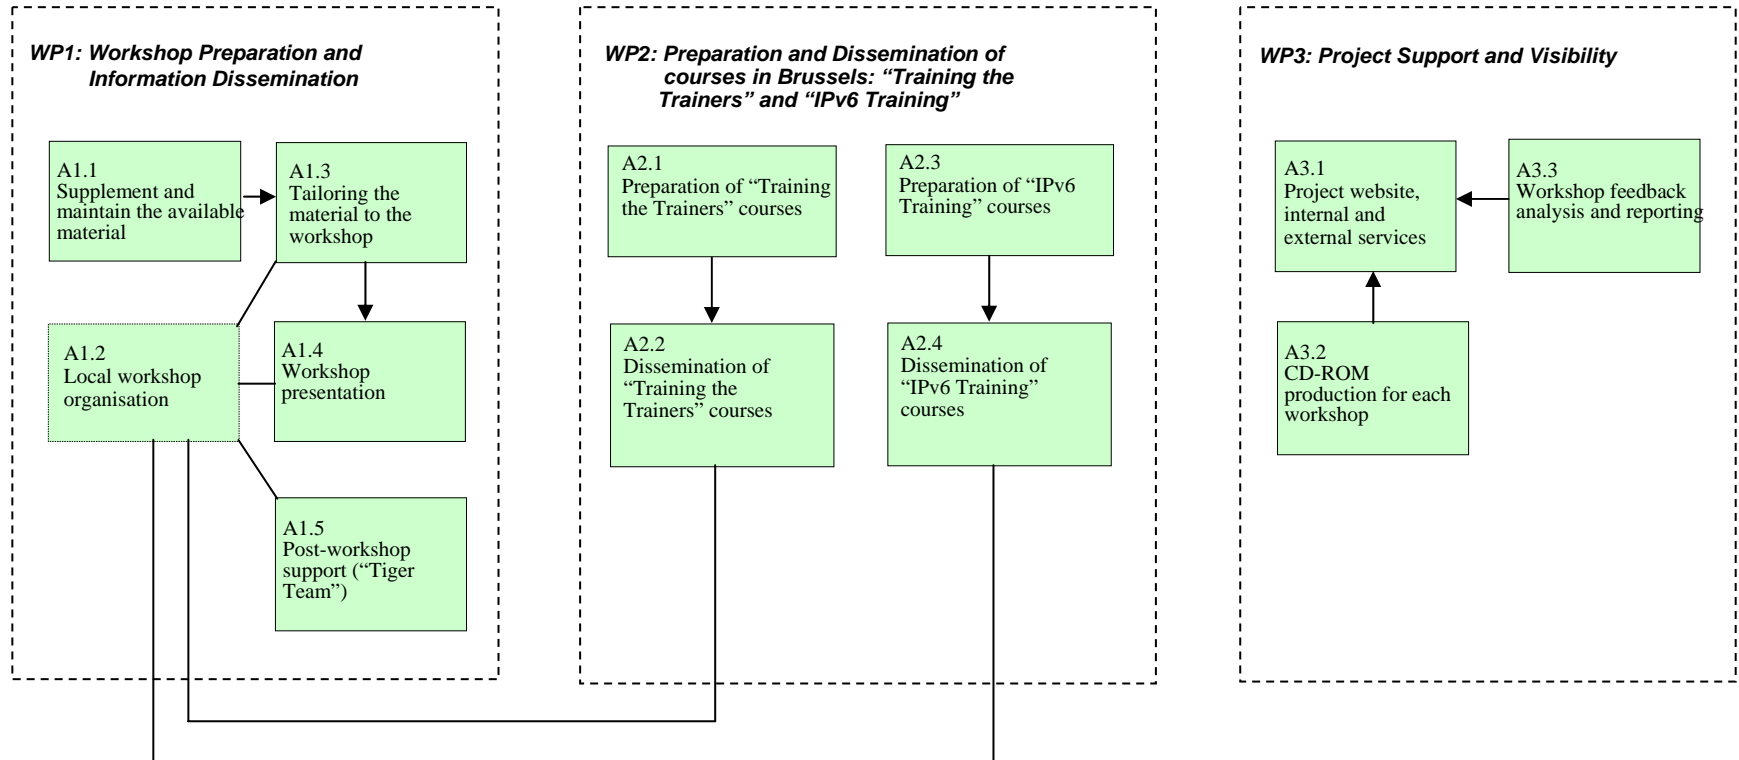 WP1: Workshop Preparation and
Information Dissemination
A1.1
Supplement and
maintain the available
material
A1.3
Tailoring the
material to the
workshop
A1.2
Local workshop
organisation
A1.4
Workshop
presentation
A1.5
Post-workshop
support (“Tiger
Team”)
WP2: Preparation and Dissemination of
courses in Brussels: “Training the
Trainers” and “IPv6 Training”
A2.1
Preparation of “Training
the Trainers” courses
A2.3
Preparation of “IPv6
Training” courses
A2.2
Dissemination of
“Training the
Trainers” courses
A2.4
Dissemination of
“IPv6 Training”
courses
WP3: Project Support and Visibility
A3.1
Project website,
internal and
external services
A3.3
Workshop feedback
analysis and reporting
A3.2
CD-ROM
production for each
workshop